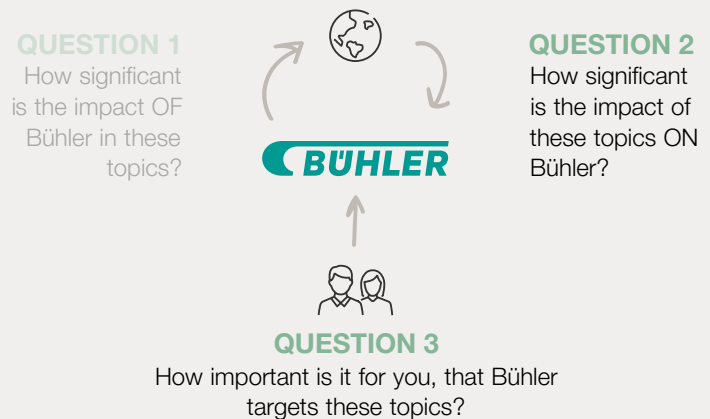 QUESTION 1
How significant
is the impact OF
Bühler in these
topics?
QUESTION 2
How significant
is the impact of
these topics ON
Bühler?
BÜHLER
QUESTION 3
How important is it for you, that Bühler
targets these topics?